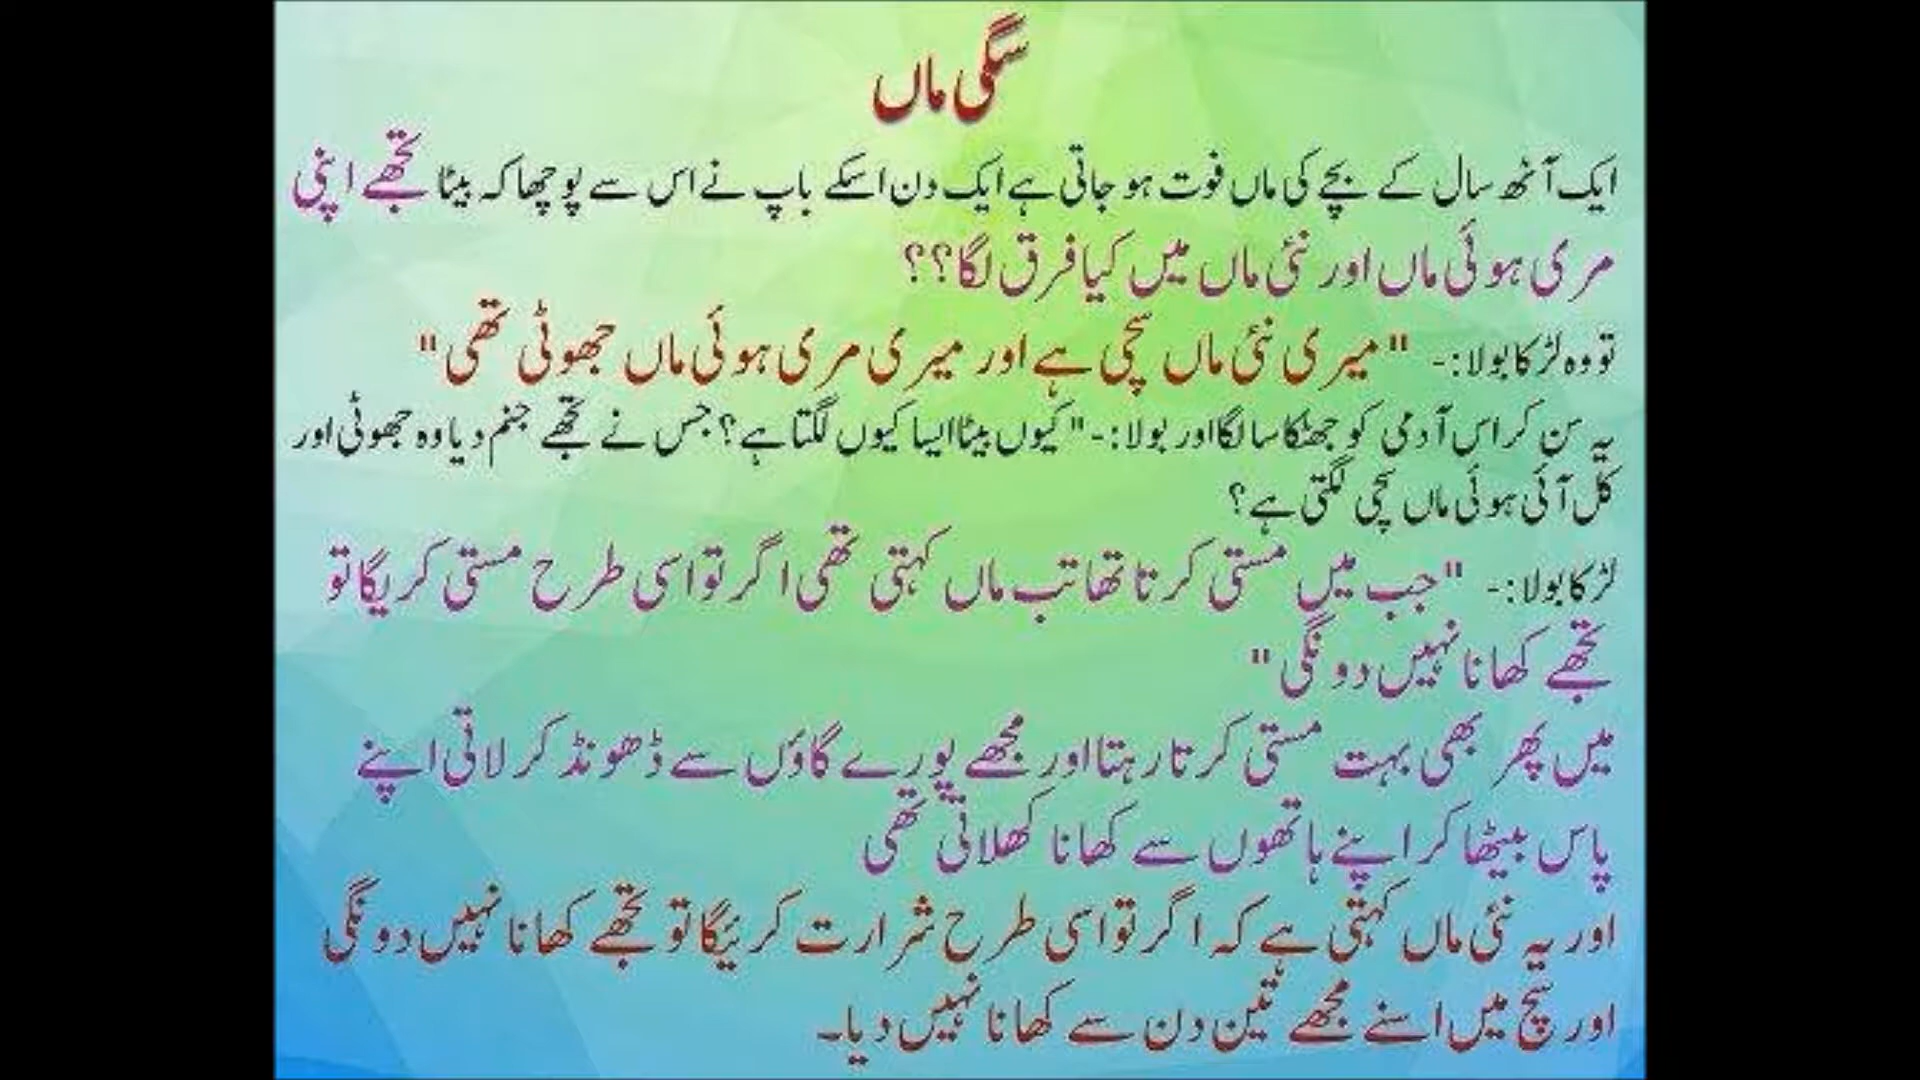 سگی ماں
ایک آٹھ سال کے بچے کی ماں فوت ہو جاتی ہے ایک دن اسکے باپ نے اس سے پوچھا کہ بیٹا تجھے اپنی
مری ہوئی ماں اور نئی ماں میں کیا فرق لگا؟؟
تو وہ لڑکا بولا:- "میری نئی ماں سچی ہے اور میری مری ہوئی ماں جھوٹی تھی"
یہ سن کر اس آدمی کو جھٹکا سا لگا اور بولا:-"کیوں بیٹا ایسا کیوں لگتا ہے؟ جس نے تجھے جنم دیا وہ جھوٹی اور
کل آئی ہوئی ماں سچی لگتی ہے؟
لڑکا بولا:- "جب میں مستی کرتا تھا تب ماں کہتی تھی اگر تو اسی طرح مستی کریگا تو
تجھے کھانا نہیں دونگی"
میں پھر بھی بہت مستی کرتا رہتا اور مجھے پورے گاؤں سے ڈھونڈ کر لاتی اپنے
پاس بیٹھا کر اپنے ہاتھوں سے کھانا کھلاتی تھی
اور یہ نئی ماں کہتی ہے کہ اگر تو اسی طرح شرارت کرئیگا تو تجھے کھانا نہیں دونگی
اور سچ میں اسنے مجھے تین دن سے کھانا نہیں دیا۔